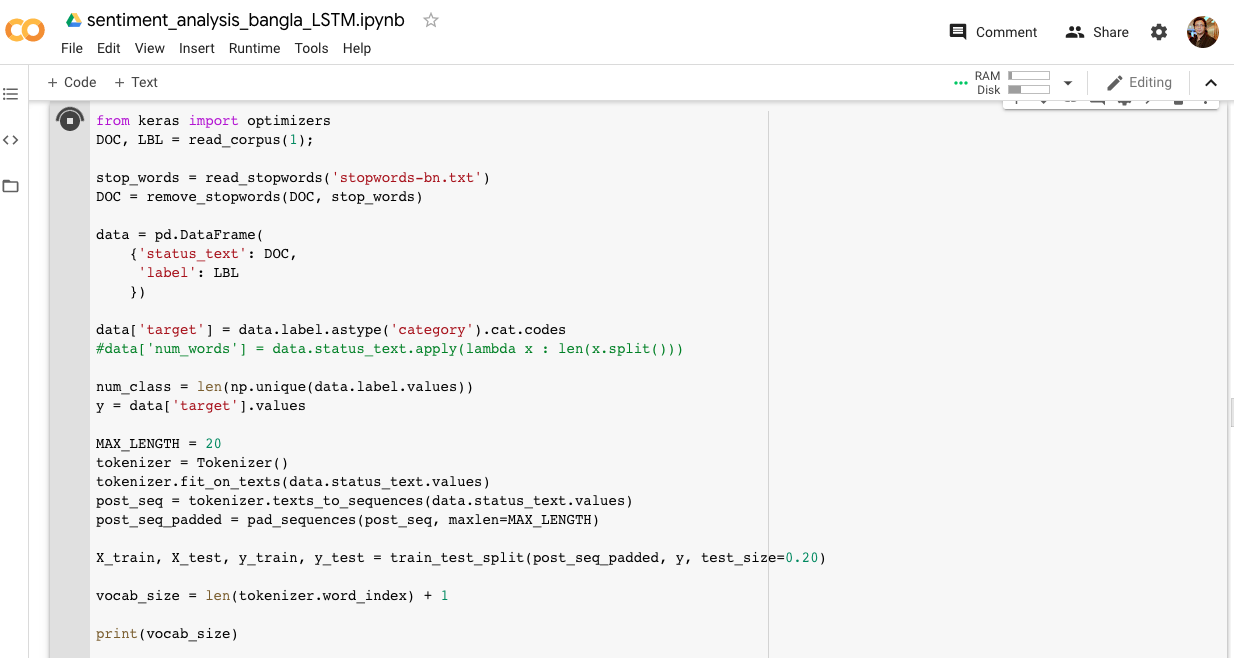 sentiment_analysis_bangla_LSTM.ipynb
File Edit View Insert Runtime Tools Help
Comment
Share
+ Code + Text
RAM
Disk
Editing
from keras import optimizers
DOC, LBL = read_corpus(1);
stop_words = read_stopwords('stopwords-bn.txt')
DOC = remove_stopwords(DOC, stop_words)
data = pd.DataFrame(
{'status_text': DOC,
'label': LBL
})
data['target'] = data.label.astype('category').cat.codes
#data['num_words'] = data.status_text.apply(lambda x : len(x.split()))
num_class = len(np.unique(data.label.values))
y = data['target'].values
MAX_LENGTH = 20
tokenizer = Tokenizer()
tokenizer.fit_on_texts(data.status_text.values)
post_seq = tokenizer.texts_to_sequences(data.status_text.values)
post_seq_padded = pad_sequences(post_seq, maxlen=MAX_LENGTH)
X_train, X_test, y_train, y_test = train_test_split(post_seq_padded, y, test_size=0.20)
vocab_size = len(tokenizer.word_index) + 1
print(vocab_size)